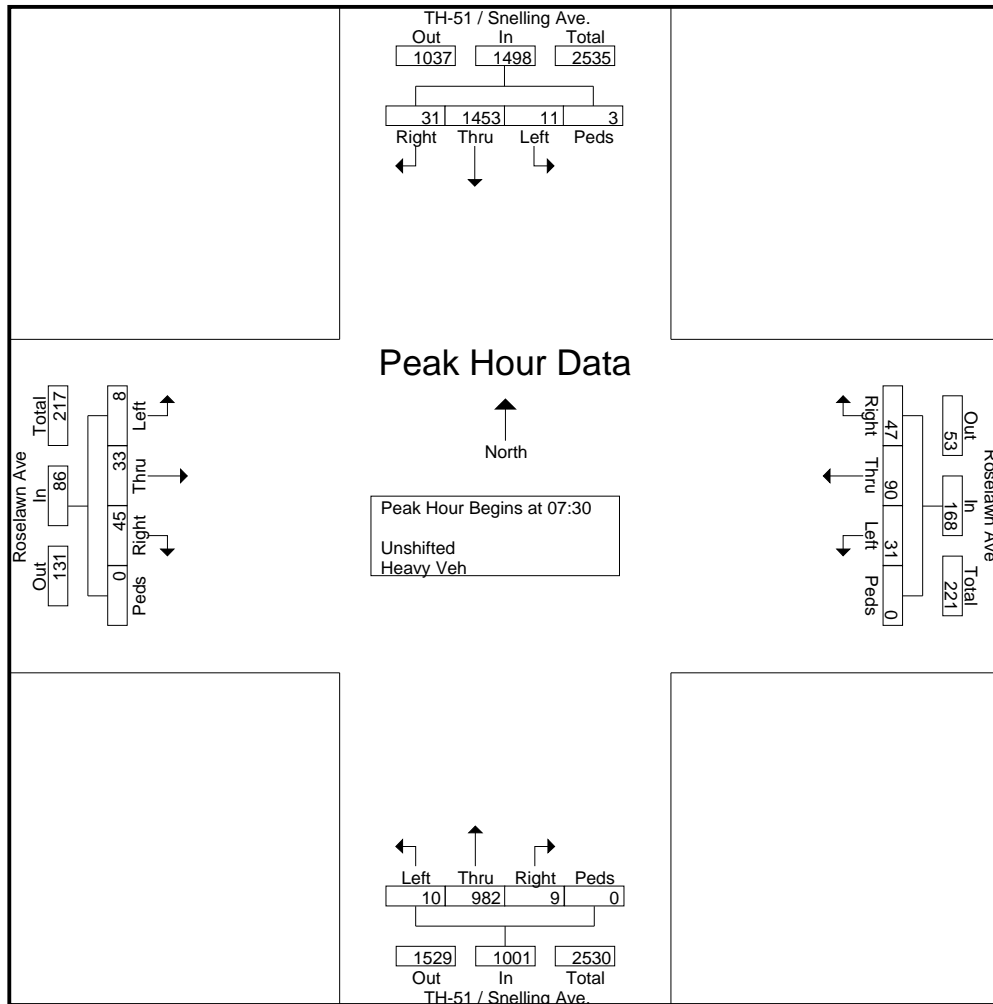 TH-51 / Snelling Ave.
Out In Total
1037 1498 2535
31 1453 11 3
Right Thru Left Peds
Peak Hour Data
North
Peak Hour Begins at 07:30
Unshifted
Heavy Veh
Roselawn Ave
Total In Out
217 86 131
8 33 45 0
Left Thru Right Peds
Roselawn Ave
Out In Total
53 168 221
47 90 31 0
Right Thru Left Peds
Left Thru Right Peds
10 982 9 0
1529 1001 2530
Out In Total
TH-51 / Snelling Ave.